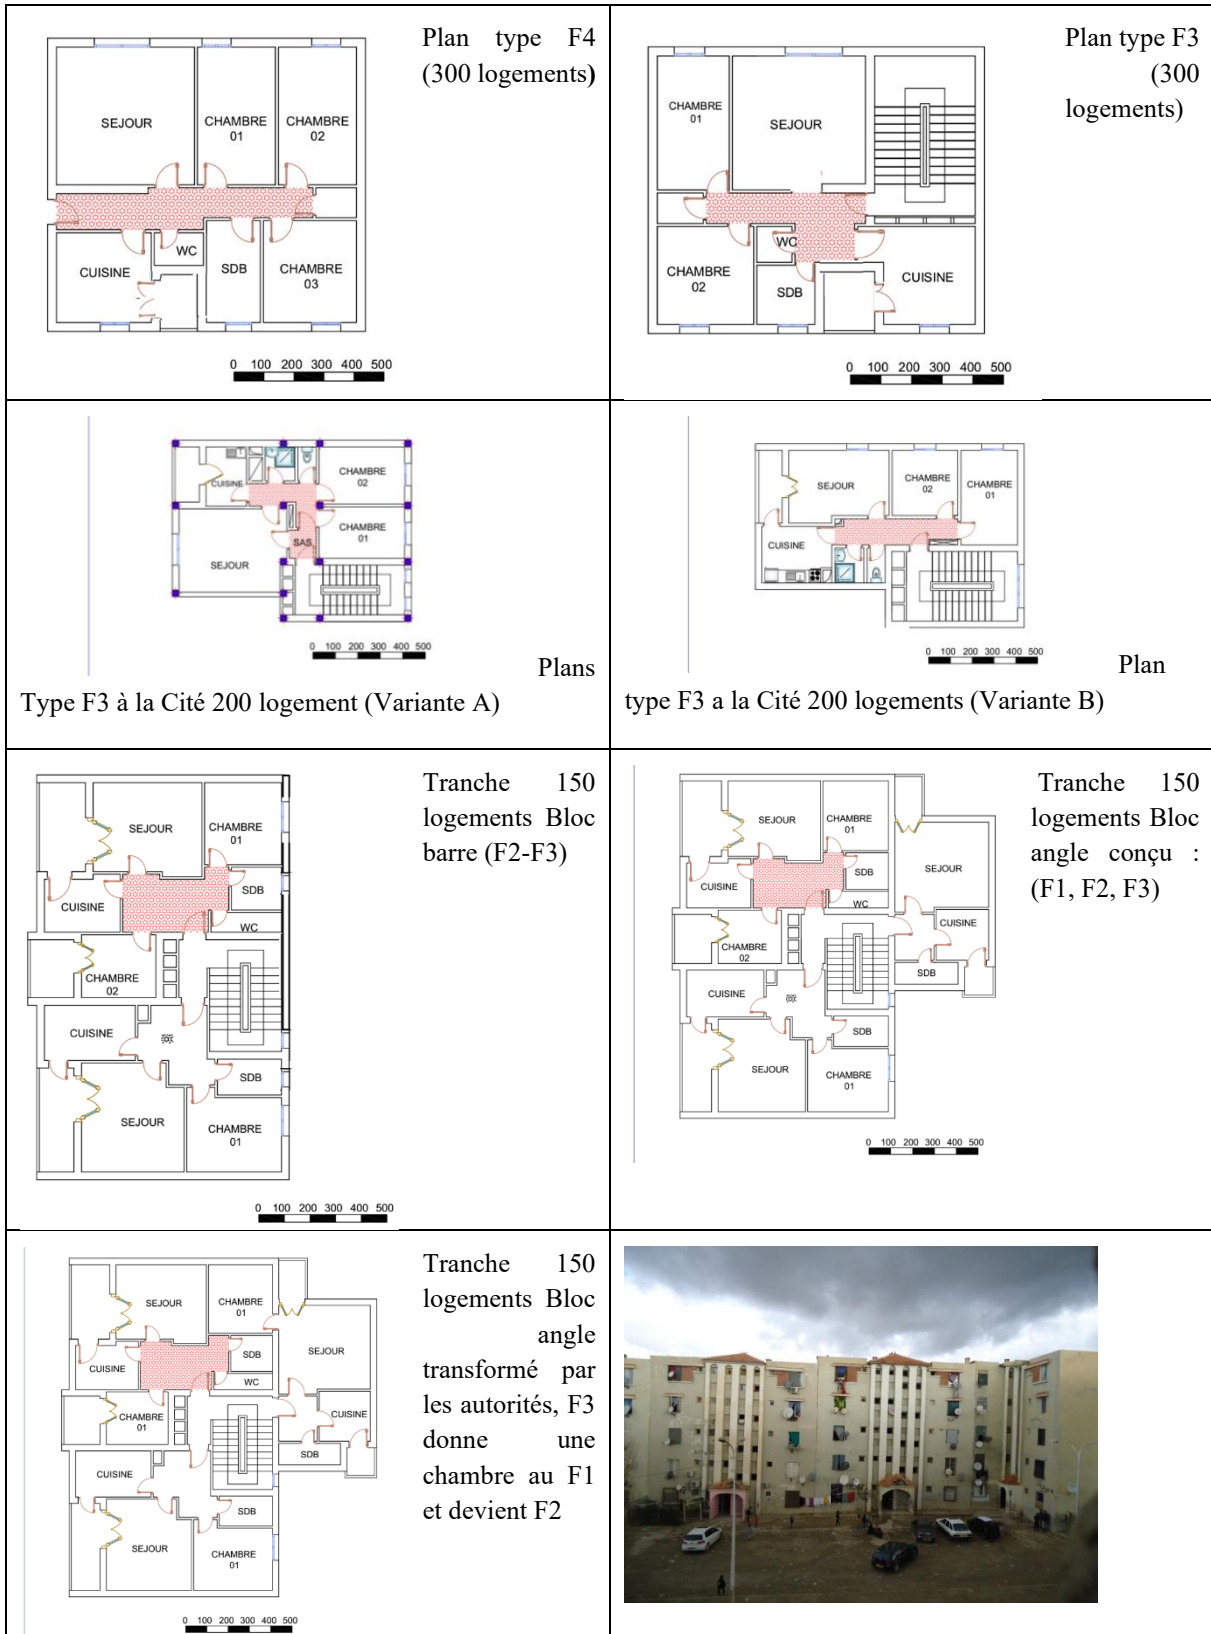 Plan type F4
(300 logements)
SEJOUR
CHAMBRE
01
CHAMBRE
02
CUISINE
WC
SDB
CHAMBRE
03
0 100 200 300 400 500
Plan type F3
(300
logements)
CHAMBRE
01
SEJOUR
WC
CHAMBRE
02
SDB
CUISINE
0 100 200 300 400 500
CUISINE
CHAMBRE
02
CHAMBRE
01
SAS
SEJOUR
0 100 200 300 400 500
Plans
Type F3 à la Cité 200 logement (Variante A)
SEJOUR
CHAMBRE
02
CHAMBRE
01
CUISINE
0 100 200 300 400 500
Plan
type F3 a la Cité 200 logements (Variante B)
Tranche 150
logements Bloc
barre (F2-F3)
SEJOUR
CHAMBRE
01
SDB
CUISINE
WC
CHAMBRE
02
CUISINE
SDB
SEJOUR
CHAMBRE
01
0 100 200 300 400 500
Tranche 150
logements Bloc
angle conçu :
(F1, F2, F3)
SEJOUR
CHAMBRE
01
SEJOUR
SDB
CUISINE
WC
CUISINE
CHAMBRE
02
SDB
CUISINE
SDB
SEJOUR
CHAMBRE
01
0 100 200 300 400 500
Tranche 150
logements Bloc
angle
transformé par
les autorités, F3
donne une
chambre au F1
et devient F2
SEJOUR
CHAMBRE
01
SDB
SEJOUR
CUISINE
WC
CHAMBRE
01
CUISINE
SDB
CUISINE
SDB
SEJOUR
CHAMBRE
01
0 100 200 300 400 500